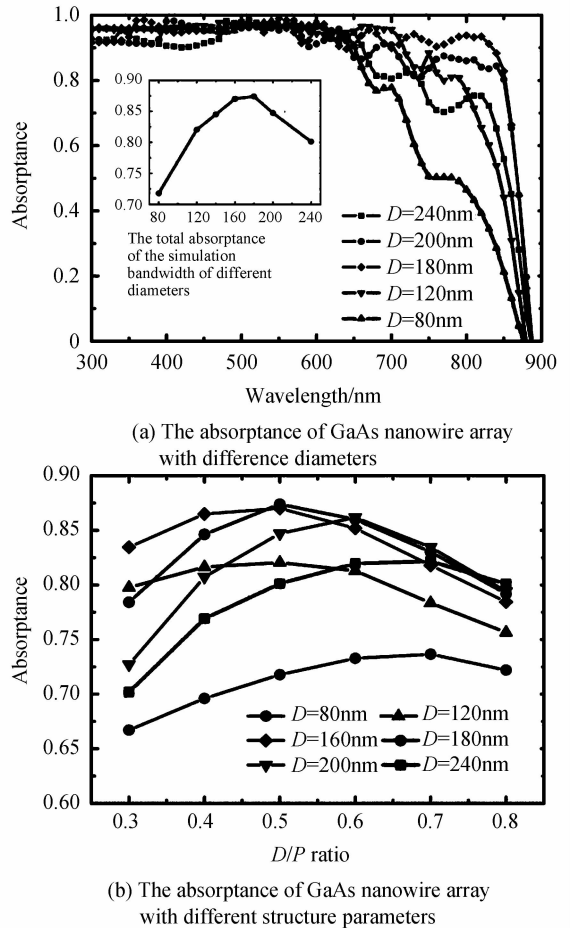 1.0
0.8
0.6
0.4
0.2
0
Absorptance
0.90
0.85
0.80
0.75
0.70
80 120 160 200 240
The total absorptance
of the simulation
bandwidth of different
diameters
D=240nm
D=200nm
D=180nm
D=120nm
D=80nm
300 400 500 600 700 800 900
Wavelength/nm
(a) The absorptance of GaAs nanowire array
with difference diameters
0.90
0.85
0.80
0.75
0.70
0.65
0.60
Absorptance
D=80nm D=120nm
D=160nm D=180nm
D=200nm D=240nm
0.3 0.4 0.5 0.6 0.7 0.8
D/P ratio
(b) The absorptance of GaAs nanowire array
with different structure parameters